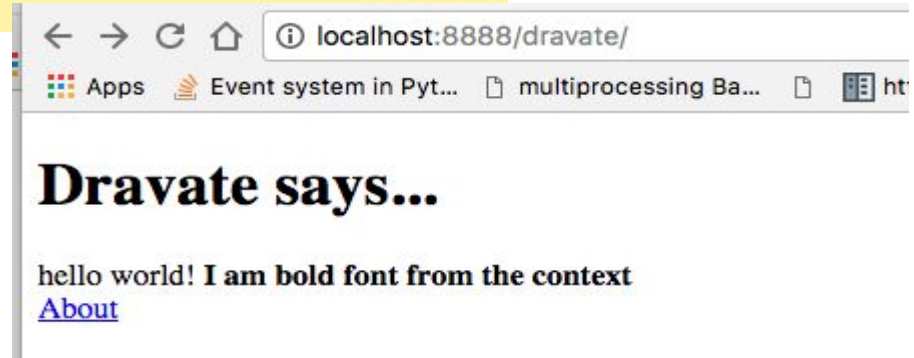 localhost:8888/dravate/
Apps Event system in Pyt... multiprocessing Ba... htt
Dravate says...
hello world! I am bold font from the context
About